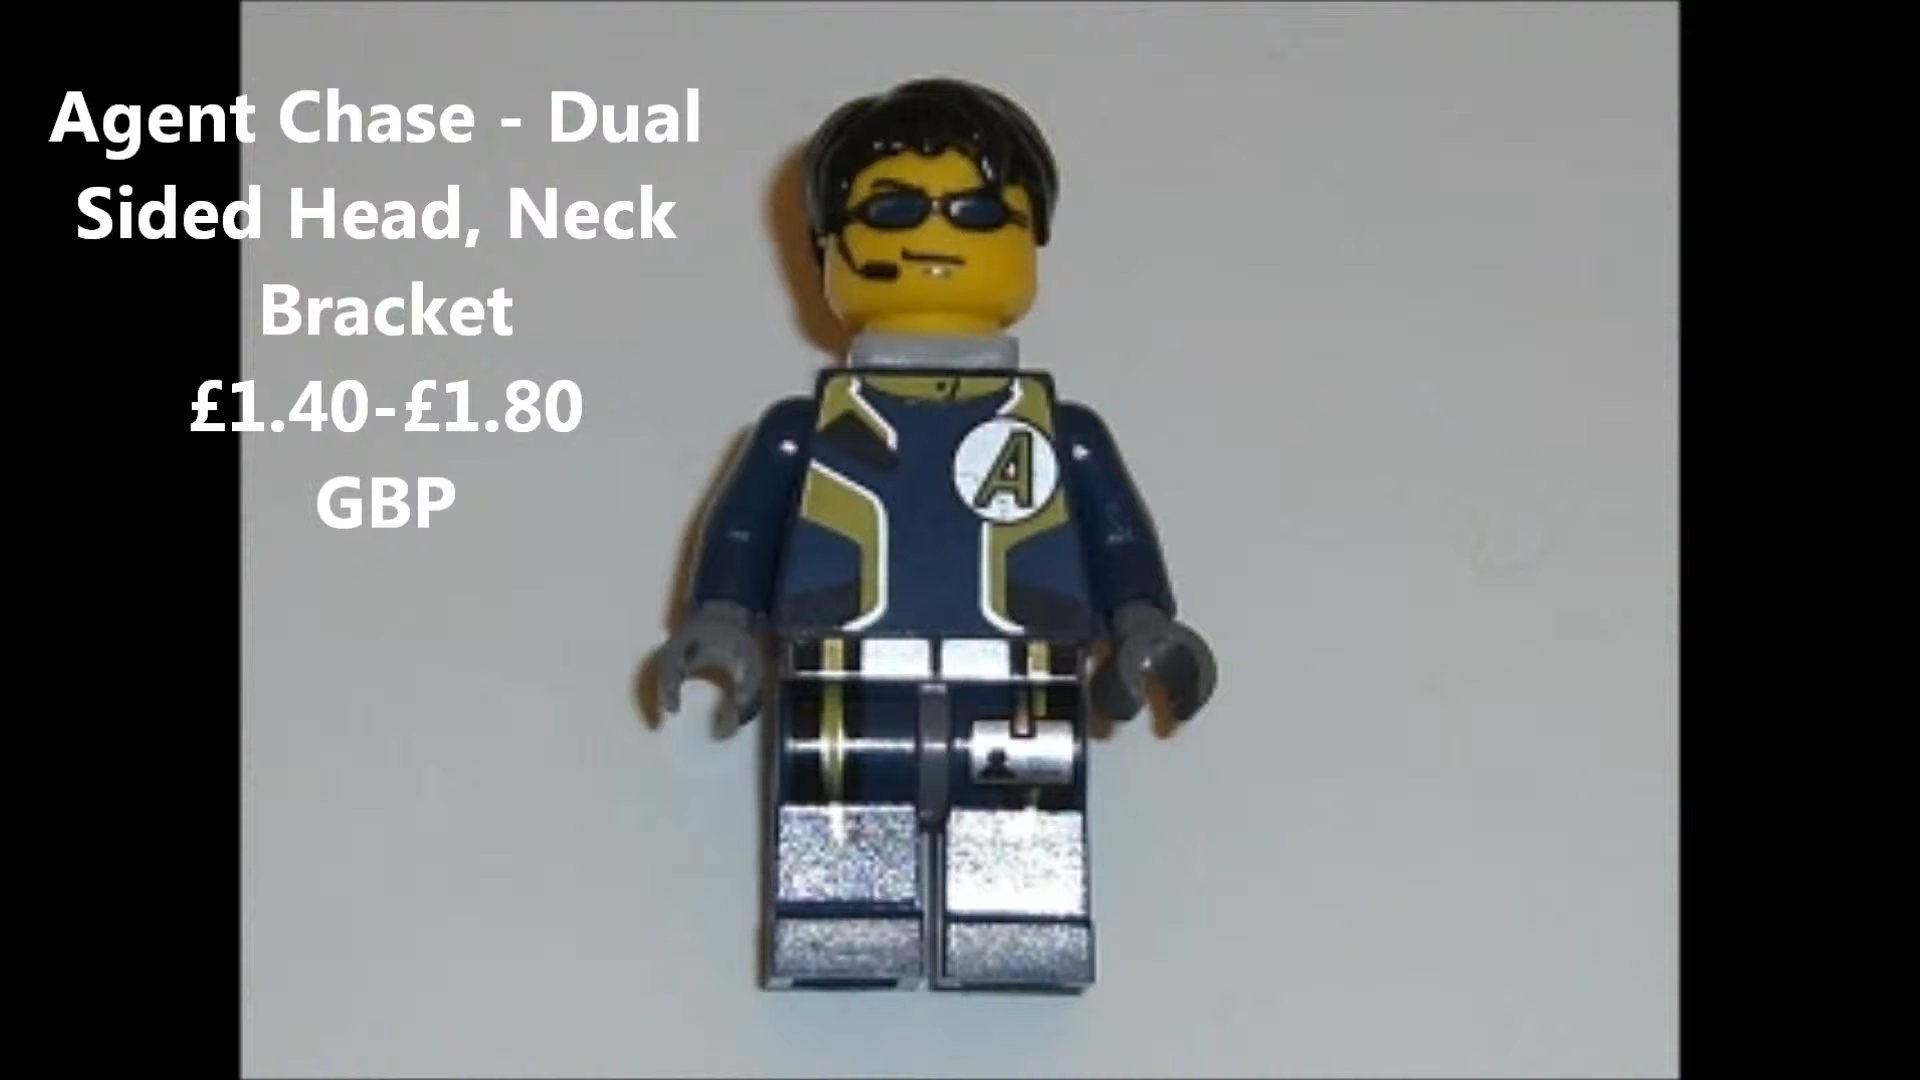 Agent Chase - Dual
Sided Head, Neck
Bracket
£1.40-£1.80
GBP
A